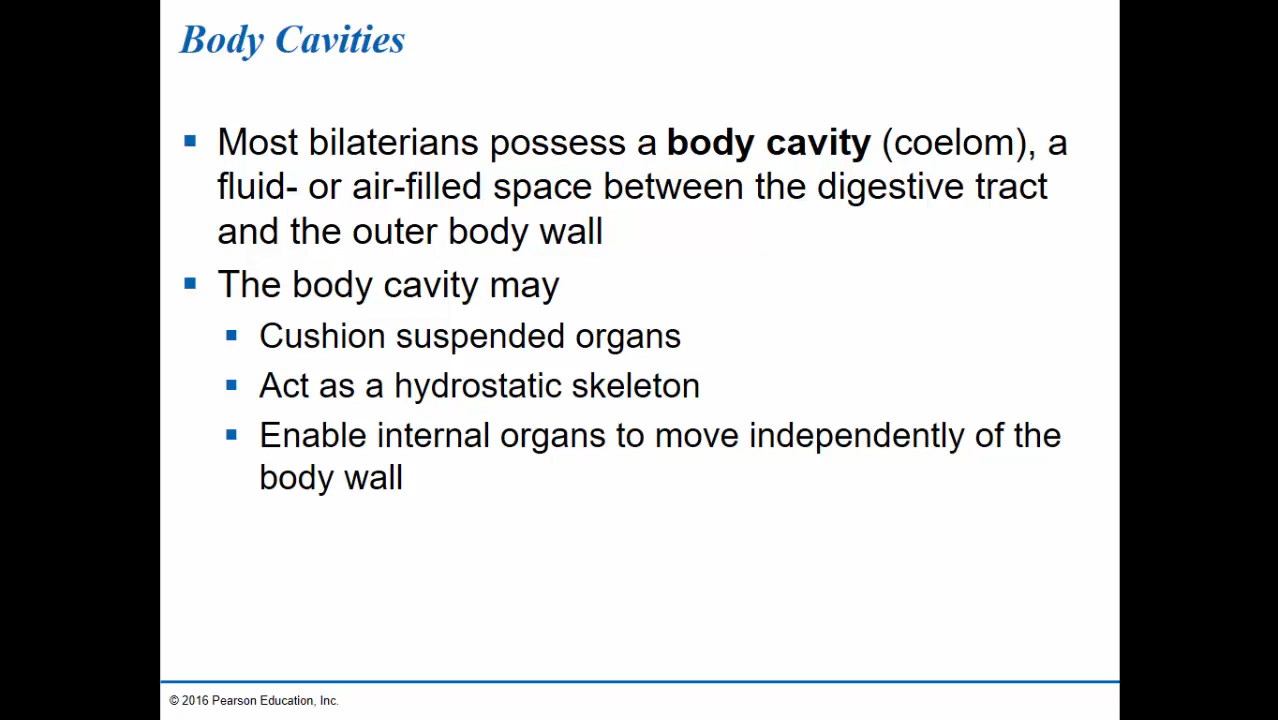 Body Cavities
Most bilaterians possess a body cavity (coelom), a
fluid- or air-filled space between the digestive tract
and the outer body wall
The body cavity may
Cushion suspended organs
Act as a hydrostatic skeleton
Enable internal organs to move independently of the
body wall
© 2016 Pearson Education, Inc.